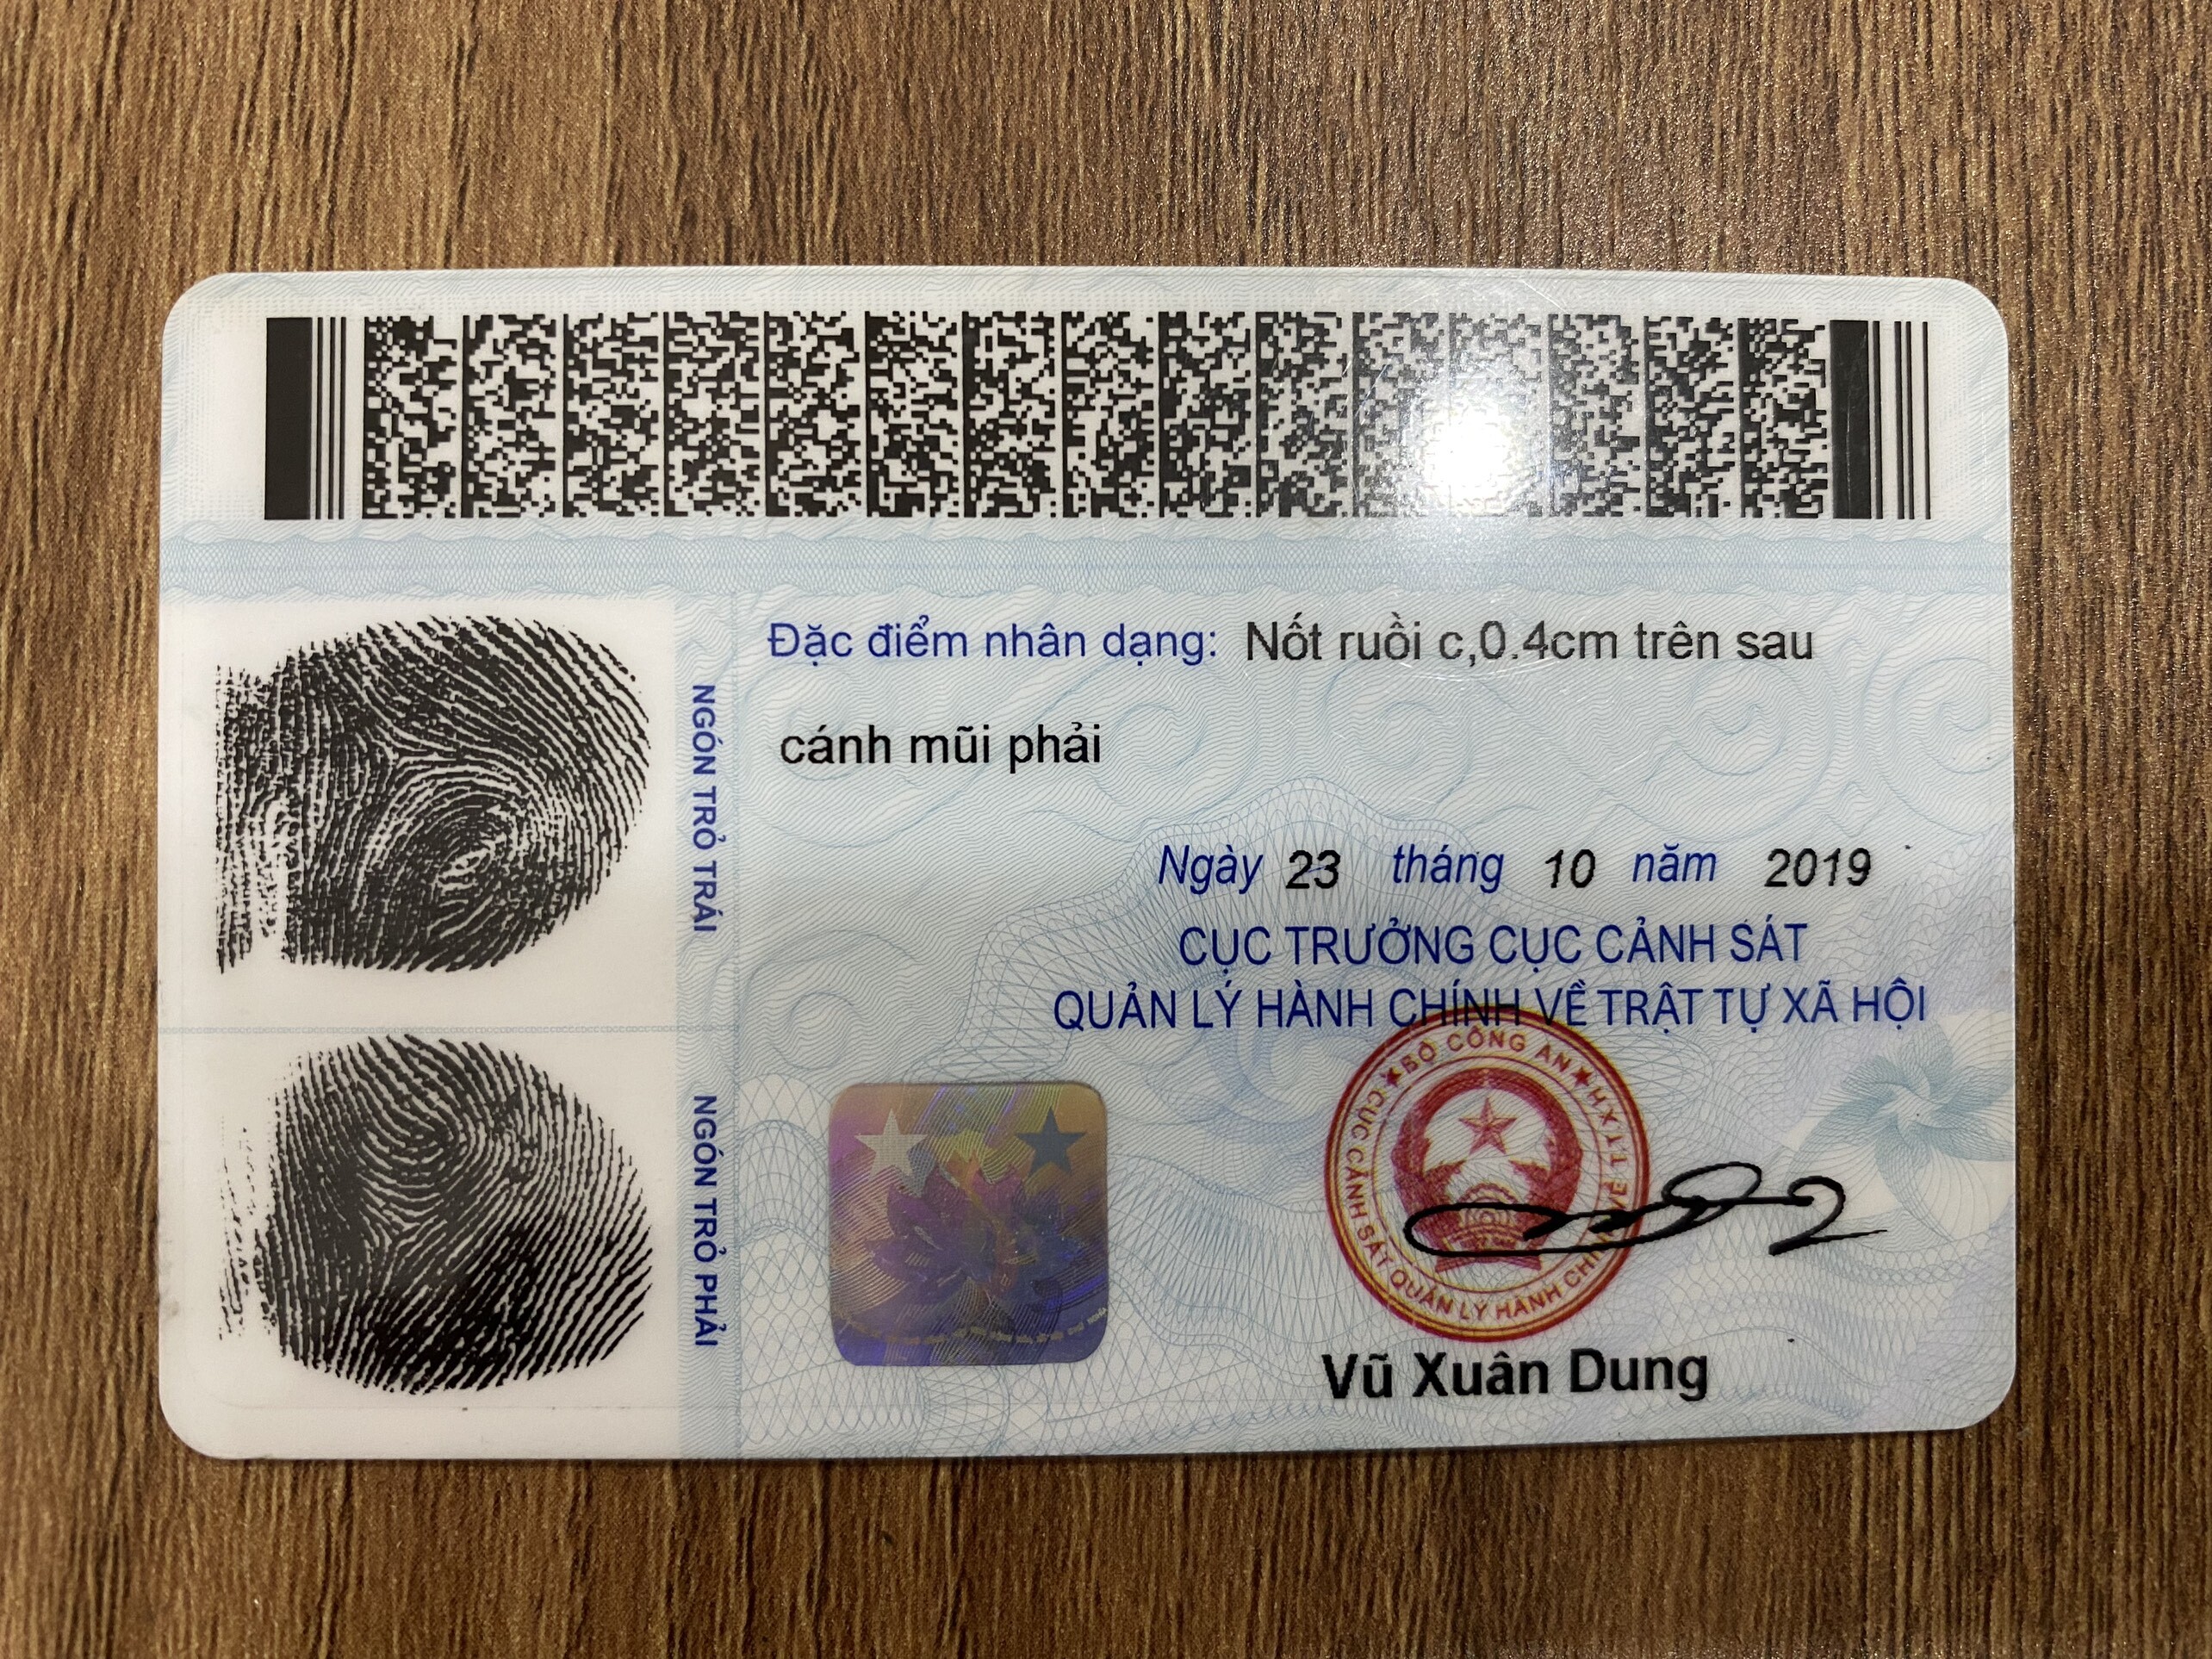 Đặc điểm nhân dạng: Nốt ruồi c,0.4cm trên sau
cánh mũi phải
NGÓN TRỎ TRÁI
NGÓN TRỎ PHẢI
Ngày 23 tháng 10 năm 2019
CỤC TRƯỞNG CỤC CẢNH SÁT
QUẢN LÝ HÀNH CHÍNH VỀ TRẬT TỰ XÃ HỘI
★ BỘ CÔNG AN ★
CỤC CẢNH SÁT QUẢN LÝ HÀNH CHÍNH VỀ TTXH
Vũ Xuân Dung